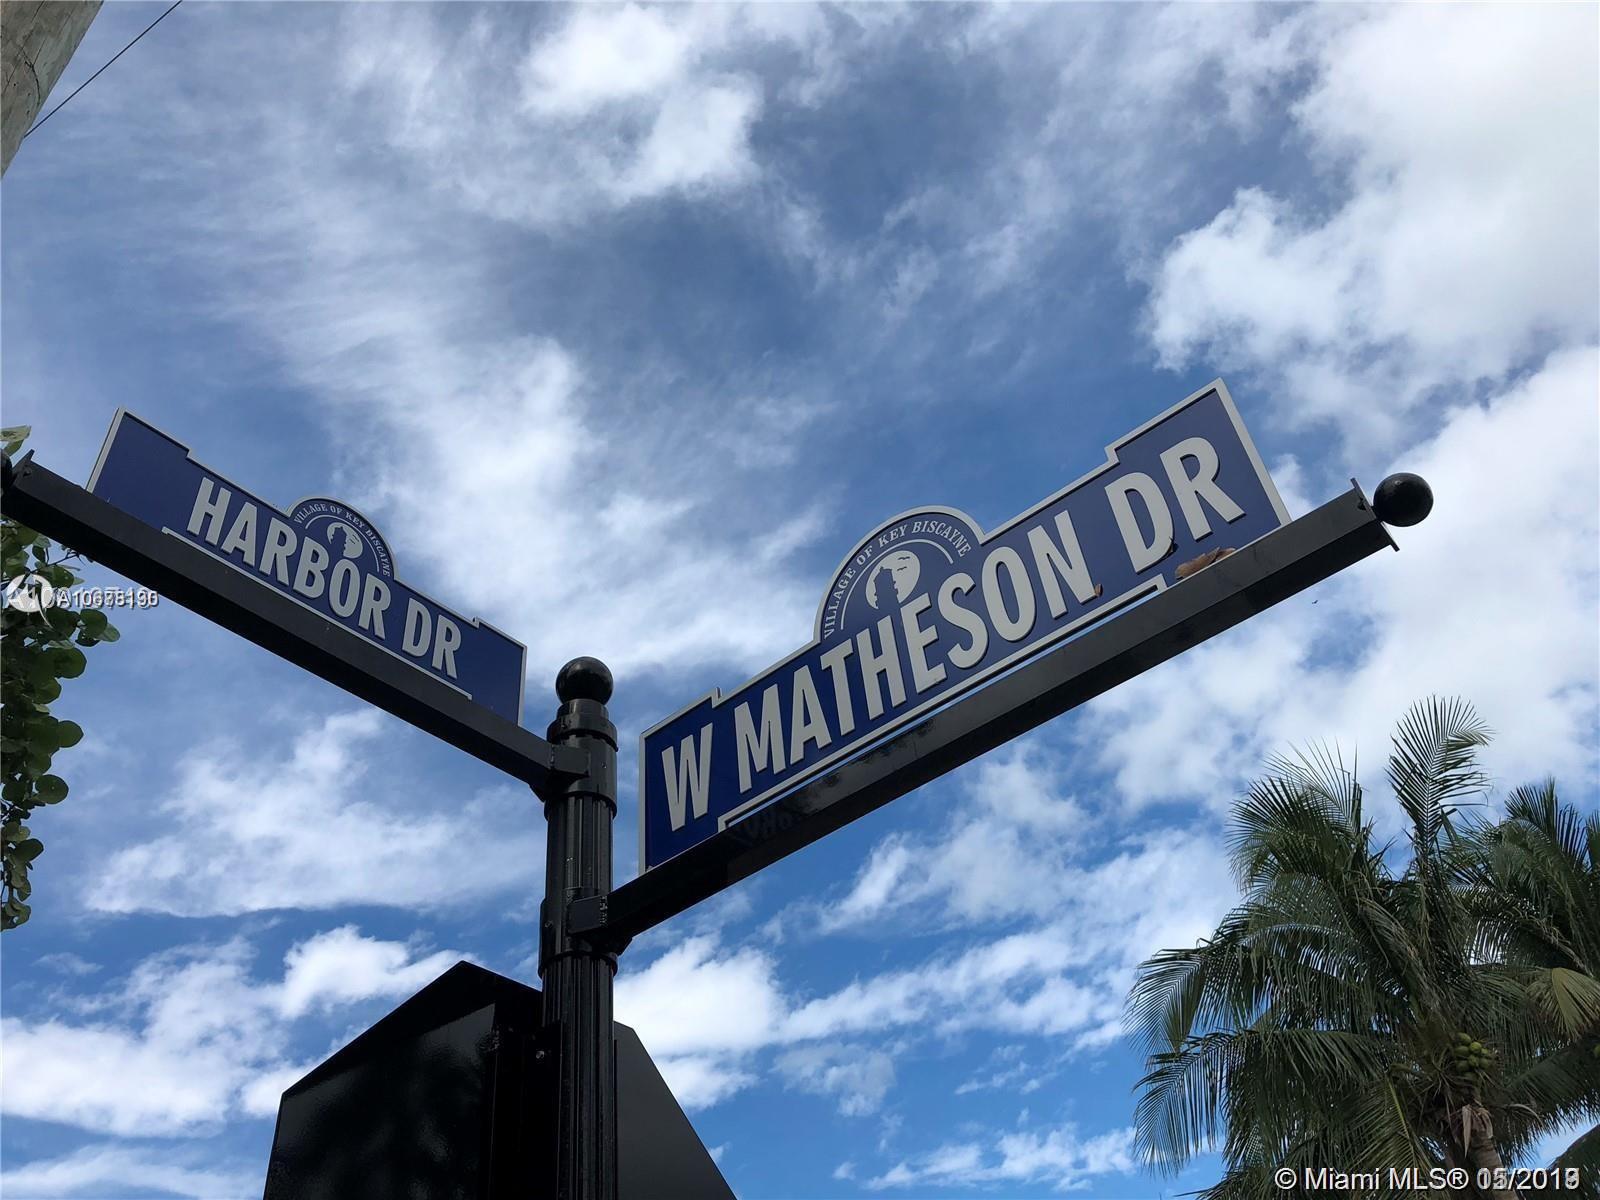 VILLAGE OF KEY BISCAYNE
HARBOR DR
VILLAGE OF KEY BISCAYNE
W MATHESON DR
© Miami MLS®